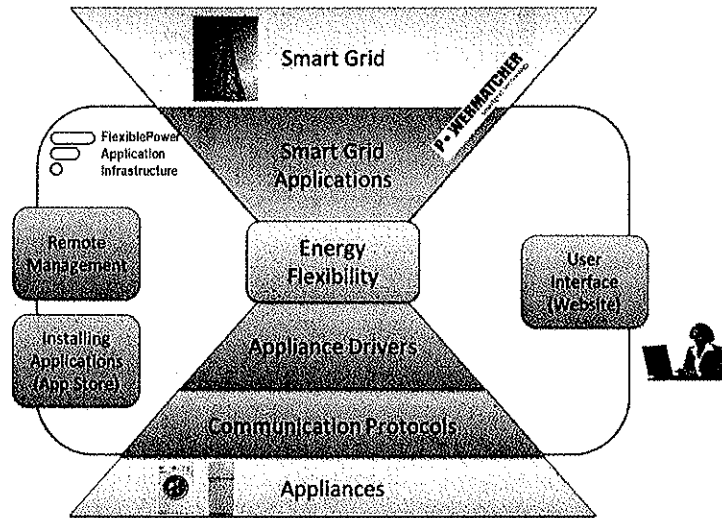 Smart Grid
P•WERMATCHER
FlexiblePower
Application
Infrastructure
Smart Grid
Applications
Remote
Management
Energy
Flexibility
User
Interface
(Website)
Installing
Applications
(App Store)
Appliance Drivers
Communication Protocols
Appliances